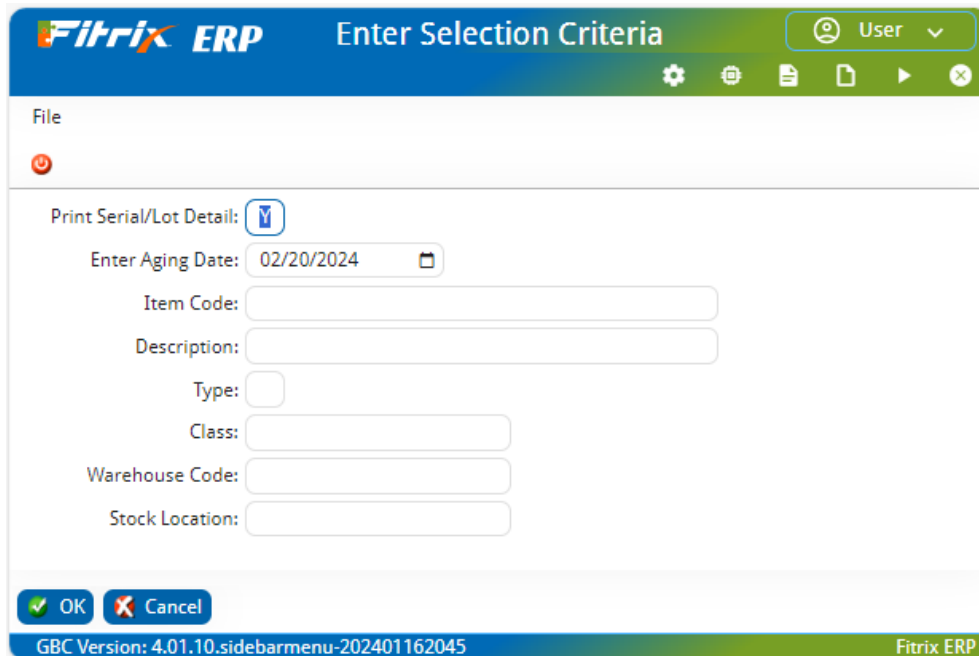 Fitrix ERP Enter Selection Criteria User
File
Print Serial/Lot Detail: Y
Enter Aging Date: 02/20/2024
Item Code:
Description:
Type:
Class:
Warehouse Code:
Stock Location:
OK Cancel
GBC Version: 4.01.10.sidebarmenu-202401162045 Fitrix ERP